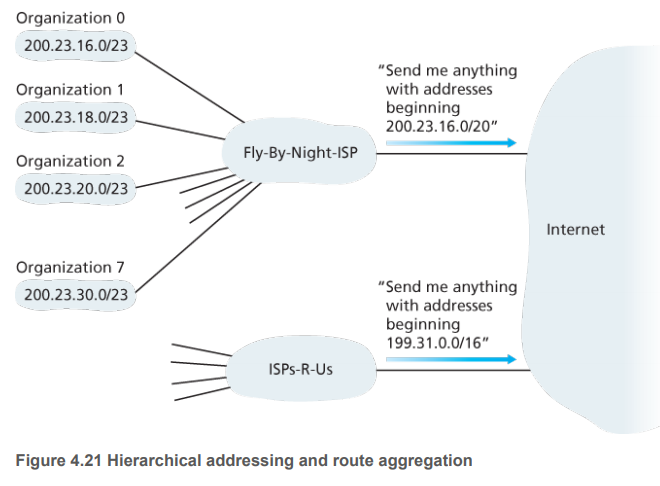 Organization 0
200.23.16.0/23
Organization 1
200.23.18.0/23
Organization 2
200.23.20.0/23
Organization 7
200.23.30.0/23
Fly-By-Night-ISP
“Send me anything
with addresses
beginning
200.23.16.0/20”
ISPs-R-Us
“Send me anything
with addresses
beginning
199.31.0.0/16”
Internet
Figure 4.21 Hierarchical addressing and route aggregation